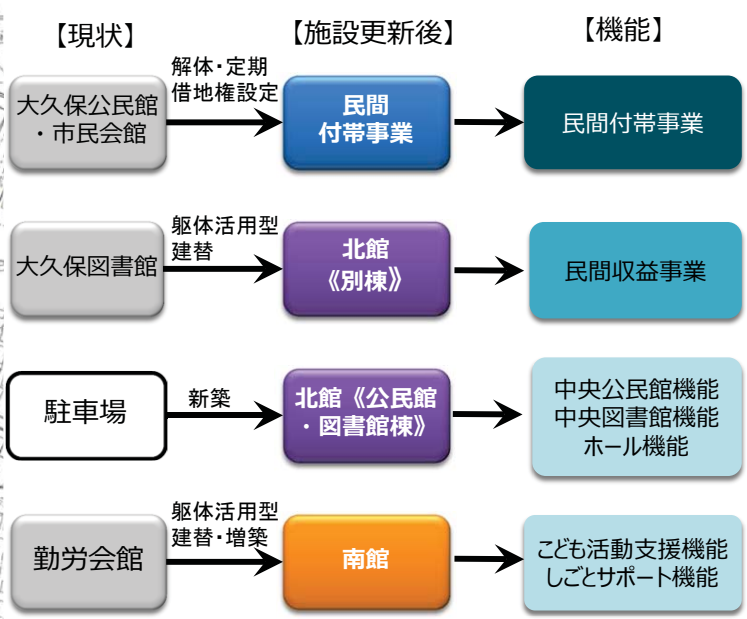 【現状】
【施設更新後】
【機能】
大久保公民館
・市民会館
解体・定期
借地権設定
民間
付帯事業
民間付帯事業
大久保図書館
躯体活用型
建替
北館
《別棟》
民間収益事業
駐車場
新築
北館《公民館
・図書館棟》
中央公民館機能
中央図書館機能
ホール機能
勤労会館
躯体活用型
建替・増築
南館
こども活動支援機能
しごとサポート機能